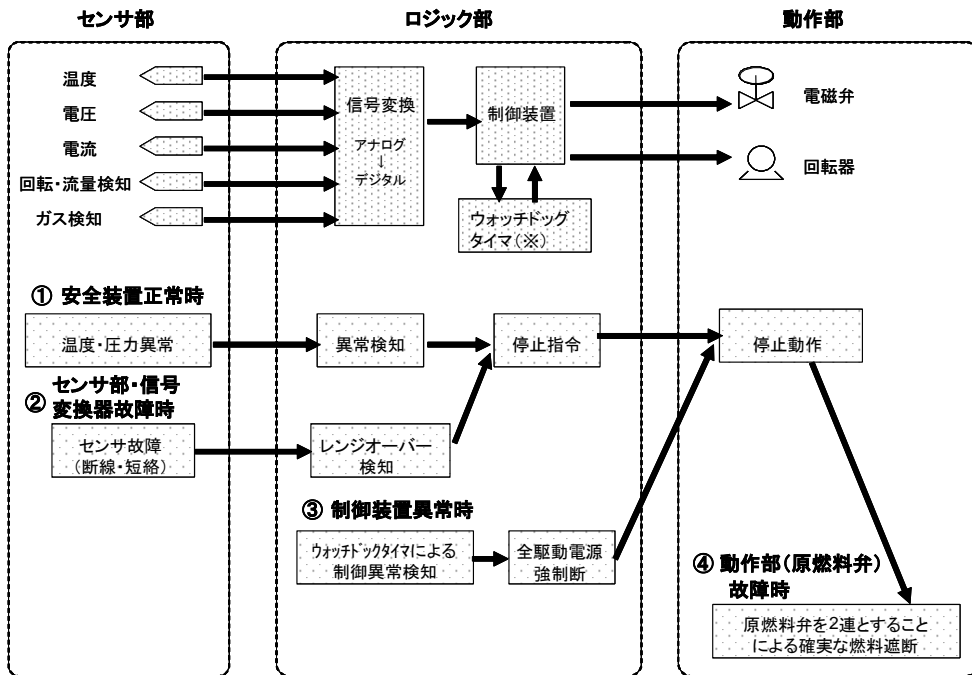 センサ部
ロジック部
動作部
温度
電圧
電流
回転・流量検知
ガス検知
信号変換
アナログ
↓
デジタル
制御装置
ウォッチドッグ
タイマ(※)
電磁弁
回転器
① 安全装置正常時
温度・圧力異常
異常検知
停止指令
停止動作
② センサ部・信号
変換器故障時
センサ故障
(断線・短絡)
レンジオーバー
検知
③ 制御装置異常時
ウォッチドックタイマによる
制御異常検知
全駆動電源
強制断
④ 動作部(原燃料弁)
故障時
原燃料弁を2連とすること
による確実な燃料遮断